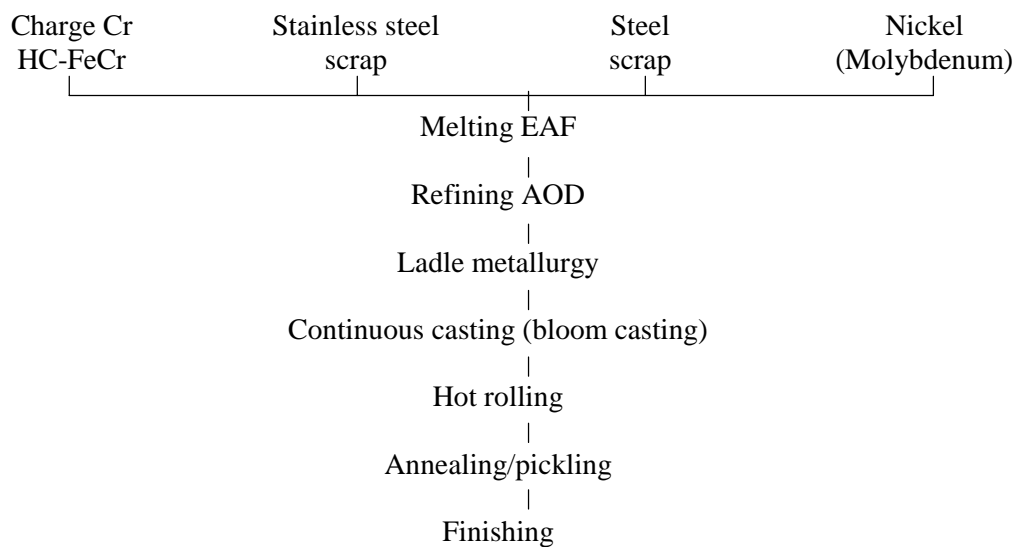 Charge Cr
HC-FeCr
Stainless steel
scrap
Steel
scrap
Nickel
(Molybdenum)
Melting EAF
Refining AOD
Ladle metallurgy
Continuous casting (bloom casting)
Hot rolling
Annealing/pickling
Finishing